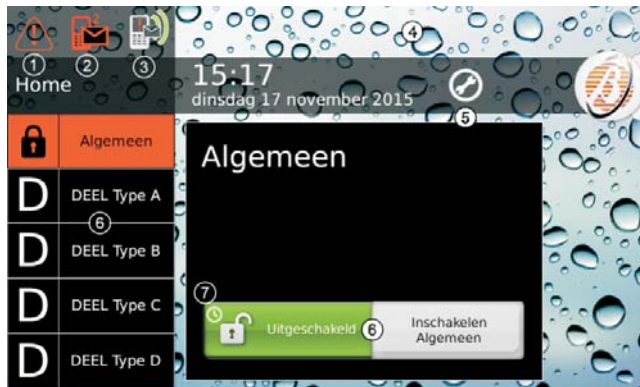 ①
②
2
③
④
Home
15:17
dinsdag 17 november 2015
⑤
B
Algemeen
D
DEEL Type A
⑥
D
DEEL Type B
D
DEEL Type C
D
DEEL Type D
Algemeen
⑦
Uitgeschakeld
⑥
Inschakelen
Algemeen